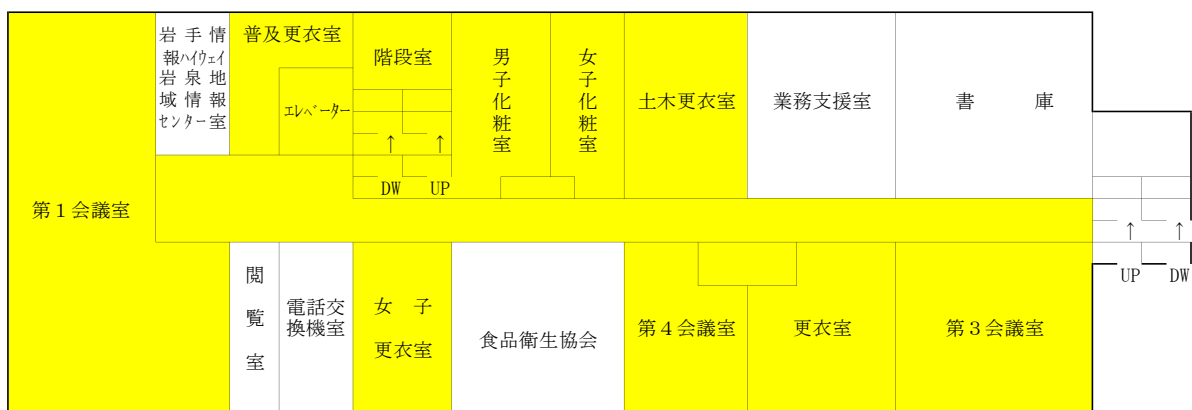 岩手情
報ハイウェイ
岩泉地
域情報
センター室
普及更衣室
エレベーター
階段室
↑ ↑
DW UP
男子化粧室
女子化粧室
土木更衣室
業務支援室
書庫
第1会議室
↑ ↑
UP DW
閲覧室
電話交
換機室
女子
更衣室
食品衛生協会
第4会議室
更衣室
第3会議室